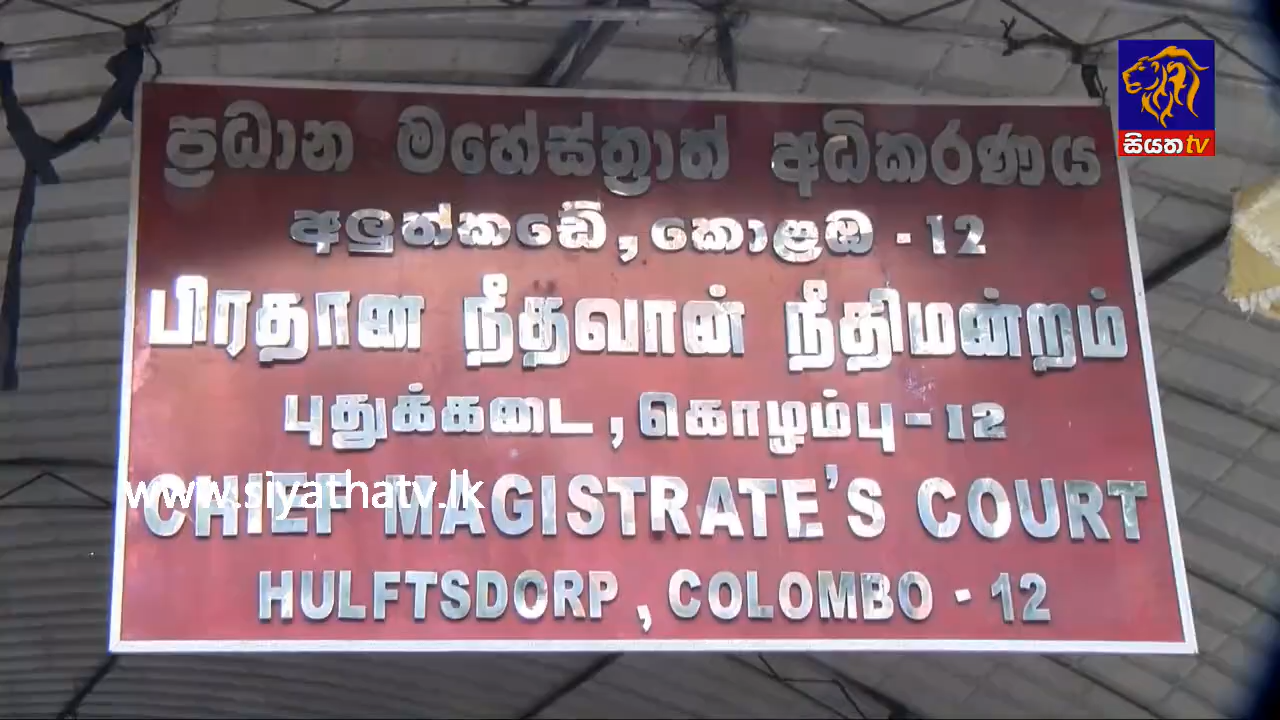 සියත tv
ප්‍රධාන මහේස්ත්‍රාත් අධිකරණය
අලුත්කඩේ, කොළඹ - 12
பிரதான நீதவான் நீதிமன்றம்
புதுக்கடை, கொழும்பு - 12
www.siyathatv.lk
CHIEF MAGISTRATE'S COURT
HULFTSDORP, COLOMBO - 12